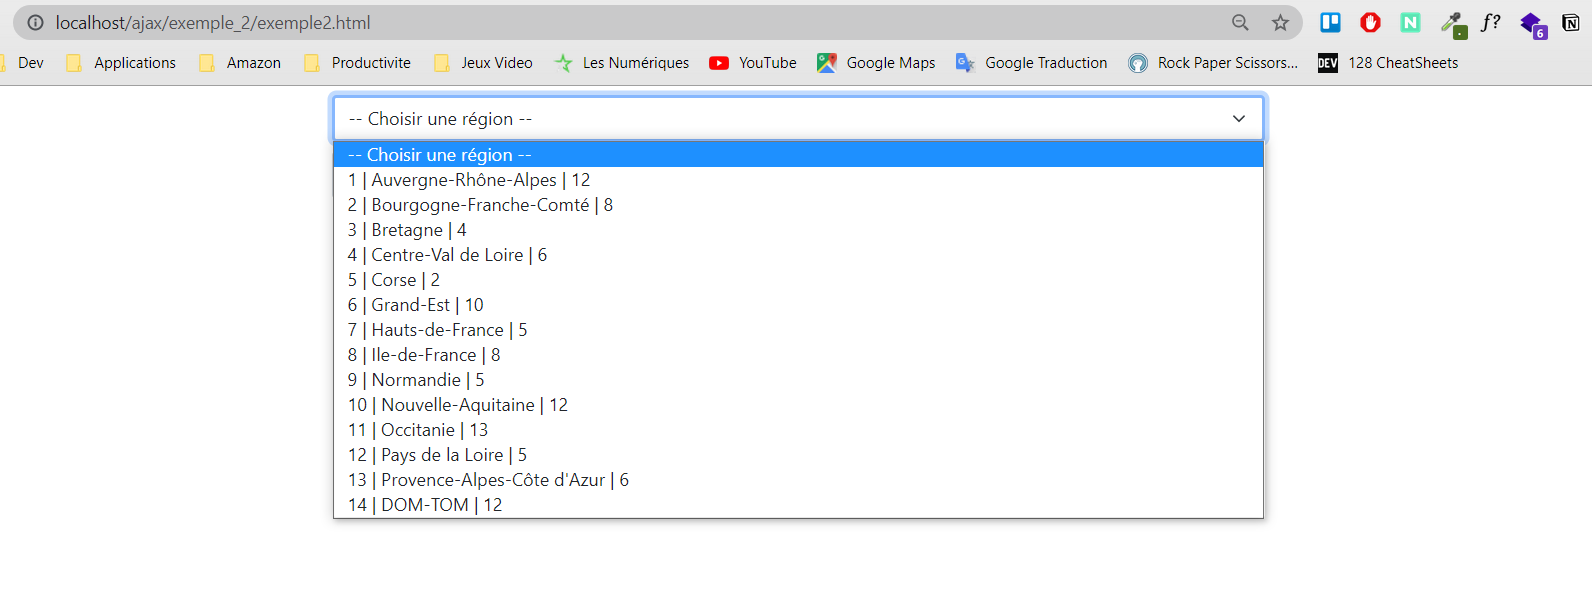 localhost/ajax/exemple_2/exemple2.html f? 6 N
Dev Applications Amazon Productivite Jeux Video Les Numériques YouTube Google Maps Google Traduction Rock Paper Scissors... DEV 128 CheatSheets
-- Choisir une région --
-- Choisir une région --
1 | Auvergne-Rhône-Alpes | 12
2 | Bourgogne-Franche-Comté | 8
3 | Bretagne | 4
4 | Centre-Val de Loire | 6
5 | Corse | 2
6 | Grand-Est | 10
7 | Hauts-de-France | 5
8 | Ile-de-France | 8
9 | Normandie | 5
10 | Nouvelle-Aquitaine | 12
11 | Occitanie | 13
12 | Pays de la Loire | 5
13 | Provence-Alpes-Côte d'Azur | 6
14 | DOM-TOM | 12